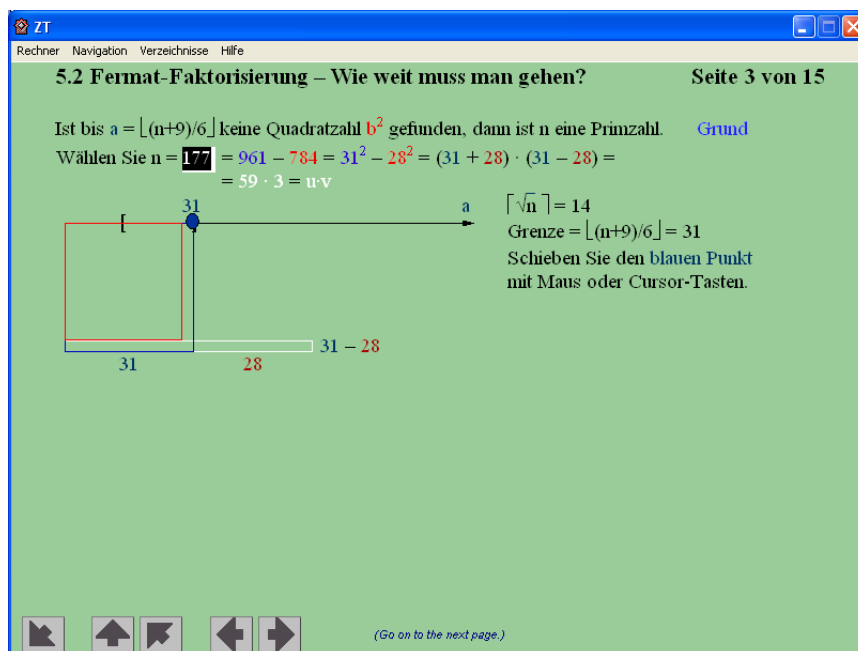 ZT
Rechner Navigation Verzeichnisse Hilfe
5.2 Fermat-Faktorisierung – Wie weit muss man gehen? Seite 3 von 15
Ist bis a = ⌊(n+9)/6⌋ keine Quadratzahl b² gefunden, dann ist n eine Primzahl. Grund
Wählen Sie n = 177 = 961 − 784 = 31² − 28² = (31 + 28) · (31 − 28) =
= 59 · 3 = u·v
31 a ⌈√n⌉ = 14
[ Grenze = ⌊(n+9)/6⌋ = 31
Schieben Sie den blauen Punkt
mit Maus oder Cursor-Tasten.
31 − 28
31 28
(Go on to the next page.)